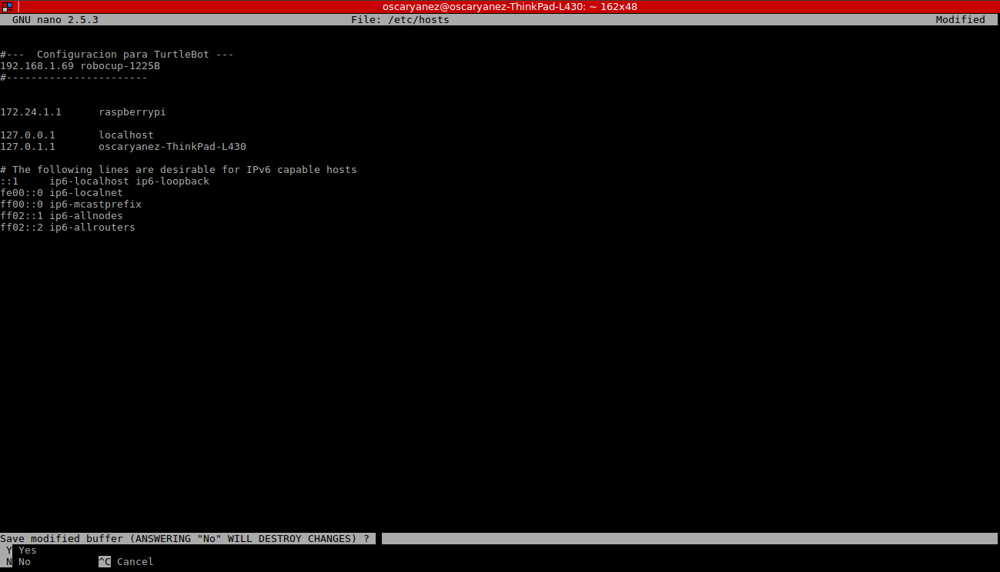 oscaryanez@oscaryanez-ThinkPad-L430: ~ 162x48
GNU nano 2.5.3 File: /etc/hosts Modified
#--- Configuracion para TurtleBot ---
192.168.1.69 robocup-1225B
#-----------------------
172.24.1.1 raspberrypi
127.0.0.1 localhost
127.0.1.1 oscaryanez-ThinkPad-L430
# The following lines are desirable for IPv6 capable hosts
::1 ip6-localhost ip6-loopback
fe00::0 ip6-localnet
ff00::0 ip6-mcastprefix
ff02::1 ip6-allnodes
ff02::2 ip6-allrouters
Save modified buffer (ANSWERING "No" WILL DESTROY CHANGES) ?
Y Yes
N No ^C Cancel